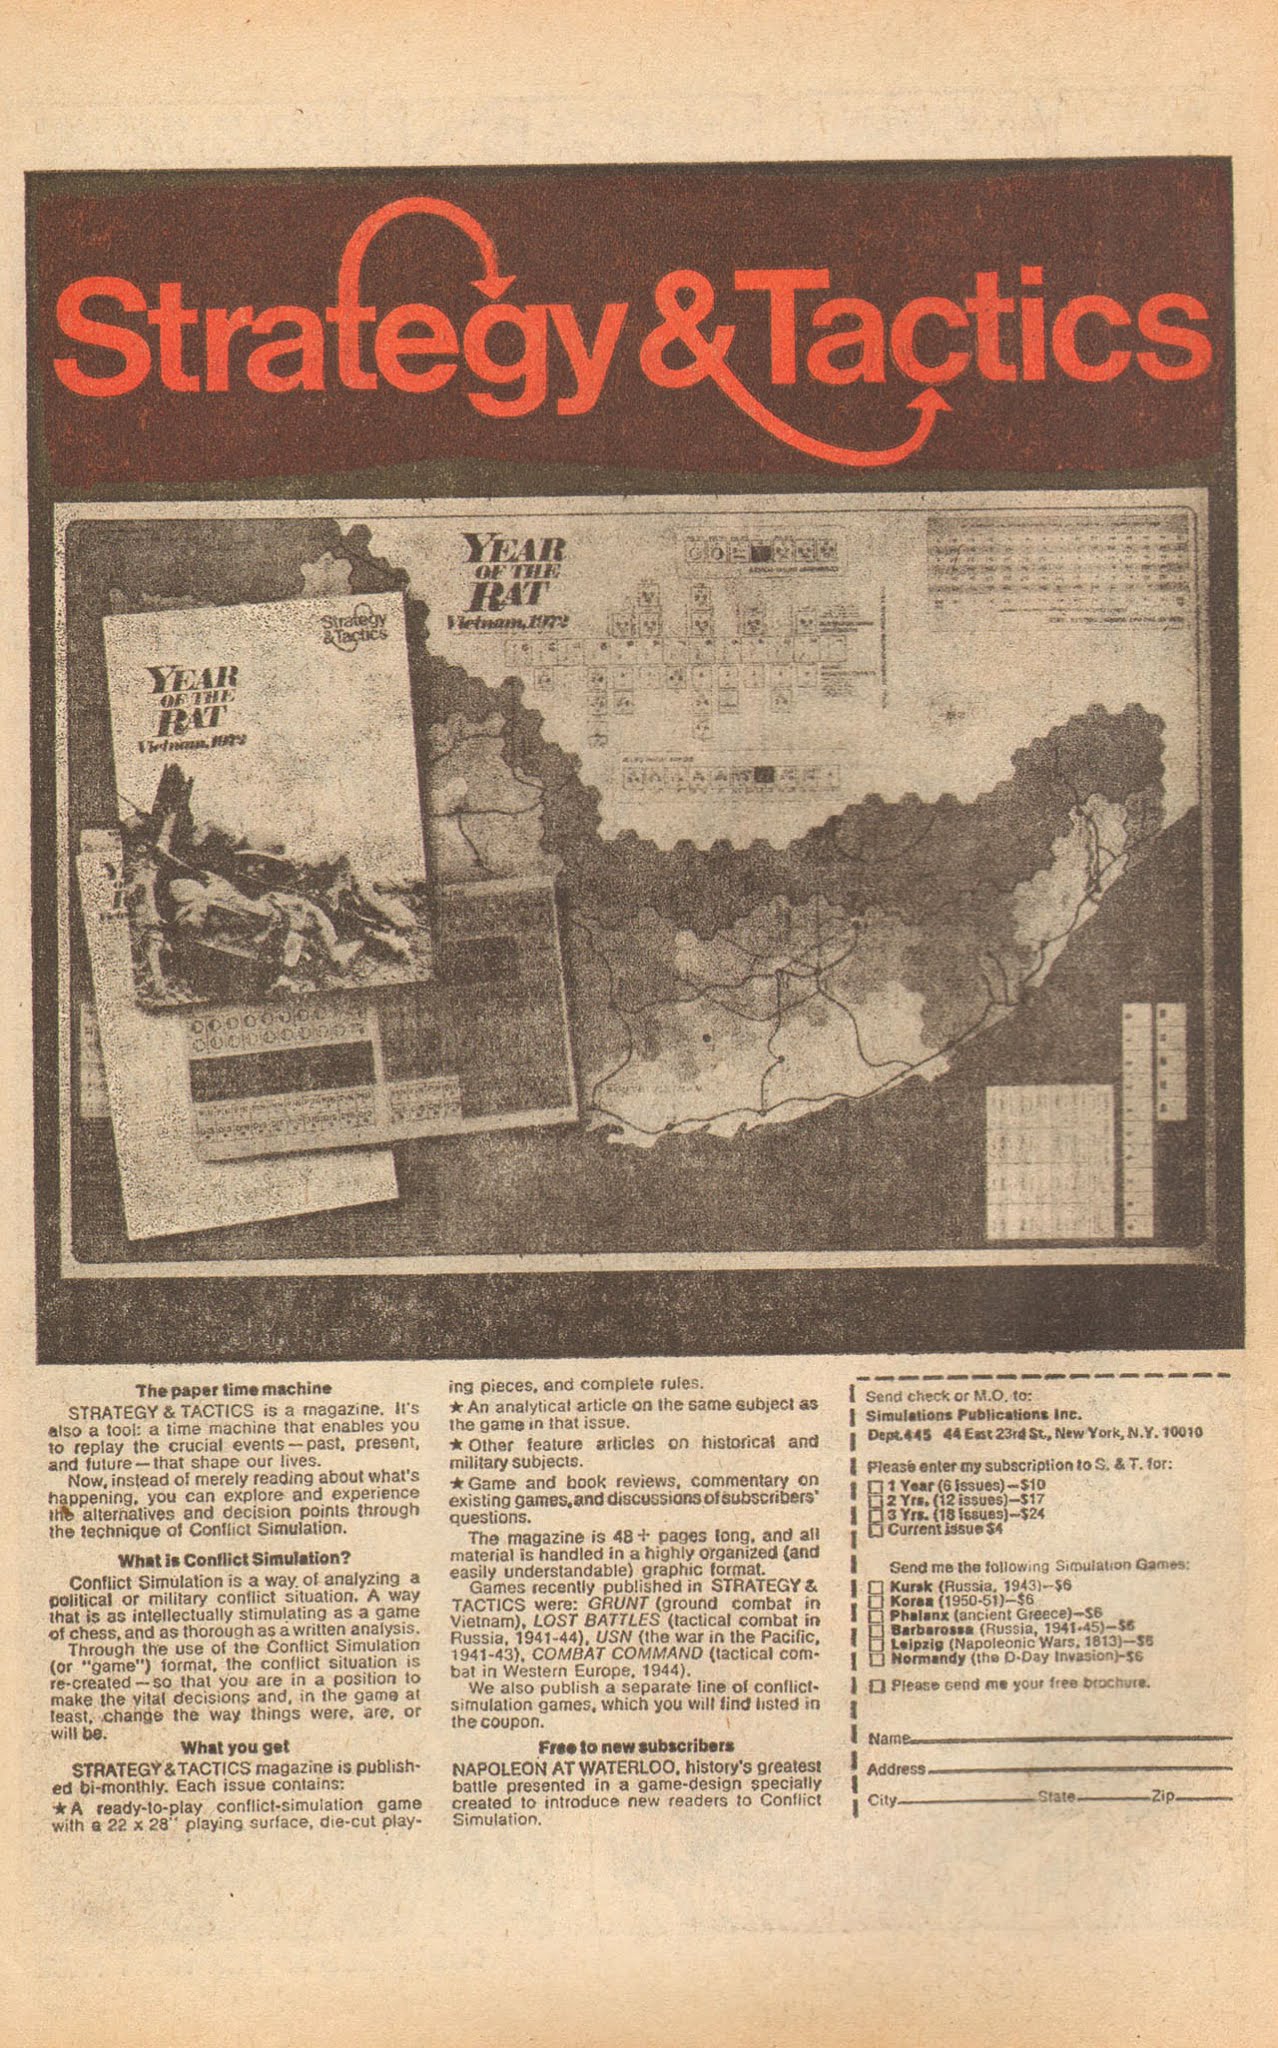 Strategy & Tactics
YEAR
OF THE
RAT
Vietnam, 1972
Strategy
& Tactics
YEAR
OF THE
RAT
Vietnam, 1972
The paper time machine
STRATEGY & TACTICS is a magazine. It's
also a tool: a time machine that enables you
to replay the crucial events—past, present,
and future—that shape our lives.
Now, instead of merely reading about what's
happening, you can explore and experience
the alternatives and decision points through
the technique of Conflict Simulation.
What is Conflict Simulation?
Conflict Simulation is a way of analyzing a
political or military conflict situation. A way
that is as intellectually stimulating as a game
of chess, and as thorough as a written analysis.
Through the use of the Conflict Simulation
(or "game") format, the conflict situation is
re-created—so that you are in a position to
make the vital decisions and, in the game at
least, change the way things were, are, or
will be.
What you get
STRATEGY & TACTICS magazine is publish-
ed bi-monthly. Each issue contains:
★ A ready-to-play conflict-simulation game
with a 22 x 28" playing surface, die-cut play-
ing pieces, and complete rules.
★ An analytical article on the same subject as
the game in that issue.
★ Other feature articles on historical and
military subjects.
★ Game and book reviews, commentary on
existing games, and discussions of subscribers'
questions.
The magazine is 48+ pages long, and all
material is handled in a highly organized (and
easily understandable) graphic format.
Games recently published in STRATEGY &
TACTICS were: GRUNT (ground combat in
Vietnam), LOST BATTLES (tactical combat in
Russia, 1941-44), USN (the war in the Pacific,
1941-43), COMBAT COMMAND (tactical com-
bat in Western Europe, 1944).
We also publish a separate line of conflict-
simulation games, which you will find listed in
the coupon.
Free to new subscribers
NAPOLEON AT WATERLOO, history's greatest
battle presented in a game-design specially
created to introduce new readers to Conflict
Simulation.
Send check or M.O. to:
Simulations Publications Inc.
Dept.445 44 East 23rd St., New York, N.Y. 10010
Please enter my subscription to S. & T. for:
1 Year (6 issues)—$10
2 Yrs. (12 issues)—$17
3 Yrs. (18 issues)—$24
Current issue $4
Send me the following Simulation Games:
Kursk (Russia, 1943)—$6
Korea (1950-51)—$6
Phalanx (ancient Greece)—$6
Barbarossa (Russia, 1941-45)—$6
Leipzig (Napoleonic Wars, 1813)—$6
Normandy (the D-Day Invasion)-$6
Please send me your free brochure.
Name
Address
City State Zip